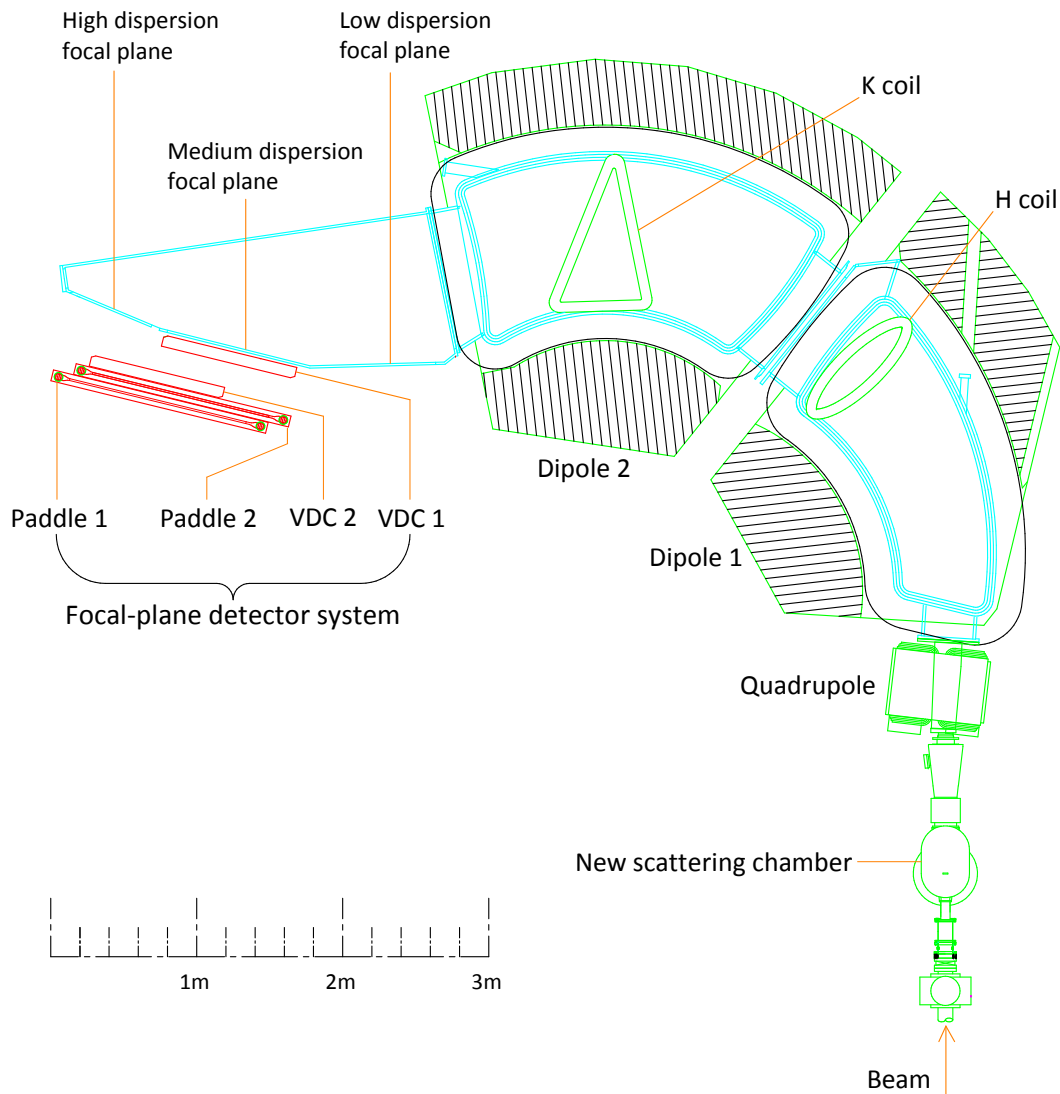 High dispersion
focal plane
Low dispersion
focal plane
K coil
Medium dispersion
focal plane
H coil
Dipole 2
Paddle 1
Paddle 2
VDC 2
VDC 1
Dipole 1
Focal-plane detector system
Quadrupole
New scattering chamber
1m
2m
3m
Beam